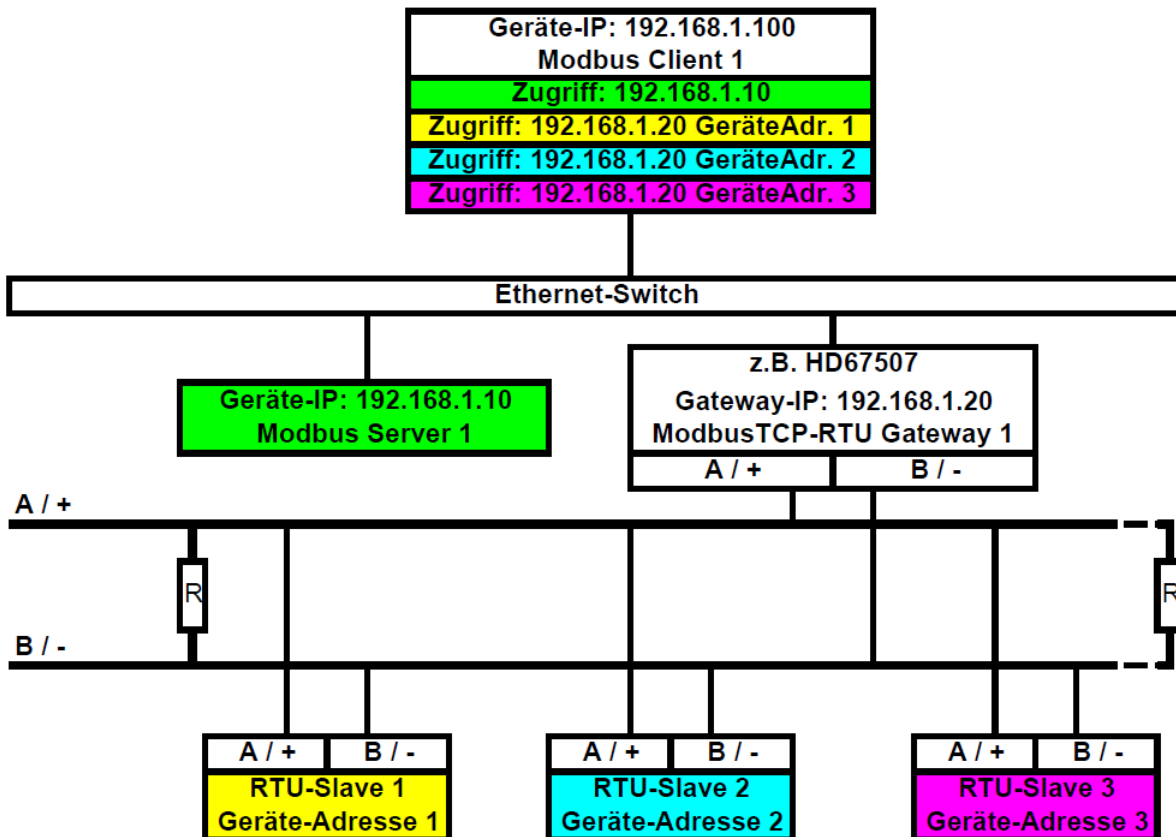 Geräte-IP: 192.168.1.100
Modbus Client 1
Zugriff: 192.168.1.10
Zugriff: 192.168.1.20 GeräteAdr. 1
Zugriff: 192.168.1.20 GeräteAdr. 2
Zugriff: 192.168.1.20 GeräteAdr. 3
Ethernet-Switch
Geräte-IP: 192.168.1.10
Modbus Server 1
z.B. HD67507
Gateway-IP: 192.168.1.20
ModbusTCP-RTU Gateway 1
A / +
B / -
A / +
R
R
B / -
A / +
B / -
RTU-Slave 1
Geräte-Adresse 1
A / +
B / -
RTU-Slave 2
Geräte-Adresse 2
A / +
B / -
RTU-Slave 3
Geräte-Adresse 3